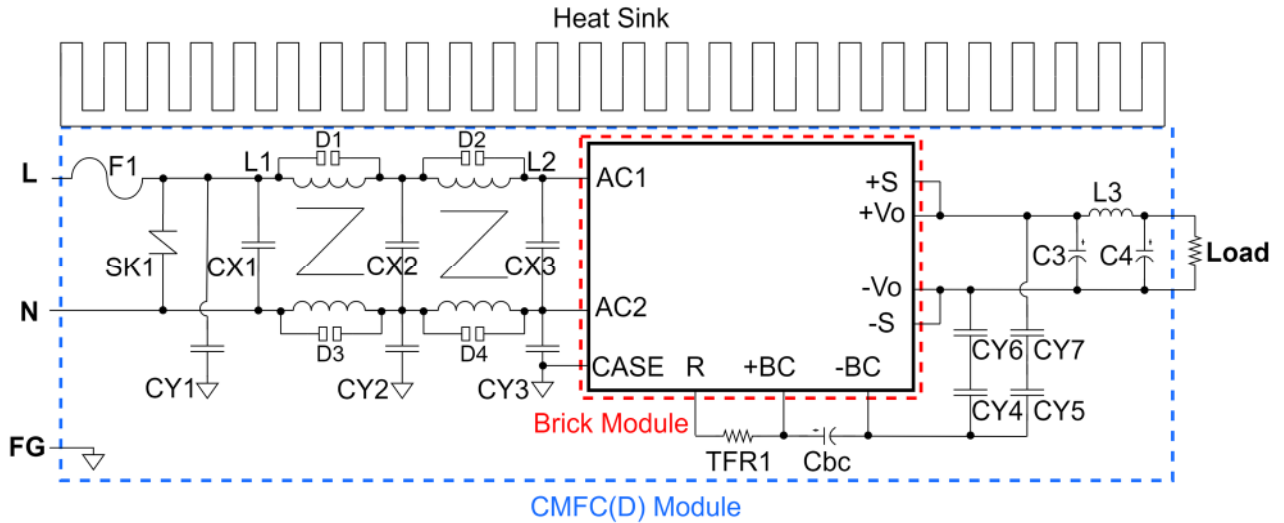 Heat Sink
D1 D2
L F1 L1 L2 AC1 +S
+Vo L3
SK1 CX1 CX2 CX3 C3 C4 Load
-Vo
N AC2 -S
D3 D4
CY6 CY7
CY1 CY2 CY3 CASE R +BC -BC
CY4 CY5
Brick Module
FG TFR1 Cbc
CMFC(D) Module